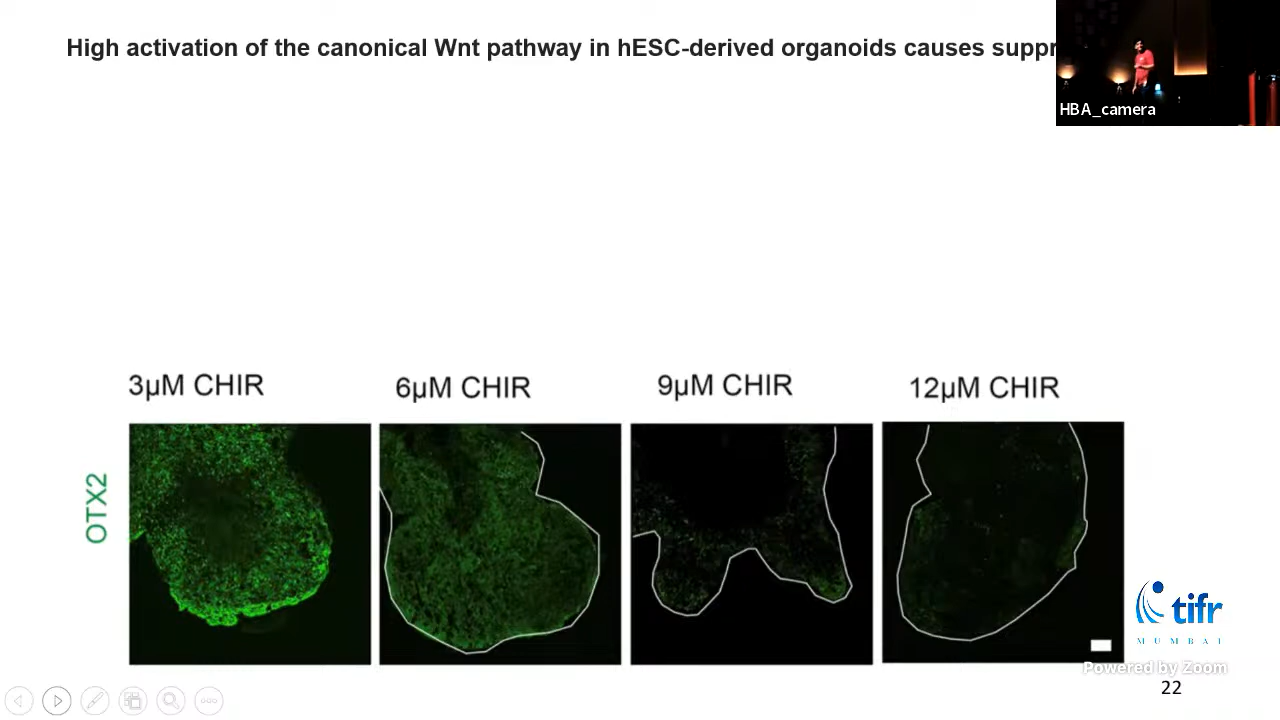 High activation of the canonical Wnt pathway in hESC-derived organoids causes
HBA_camera
3µM CHIR
6µM CHIR
9µM CHIR
12µM CHIR
OTX2
tifr
MUMBAI
Powered by Zoom
22